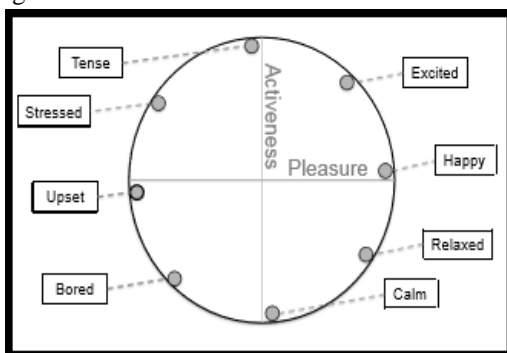 Tense
Excited
Activeness
Stressed
Pleasure
Happy
Upset
Relaxed
Bored
Calm